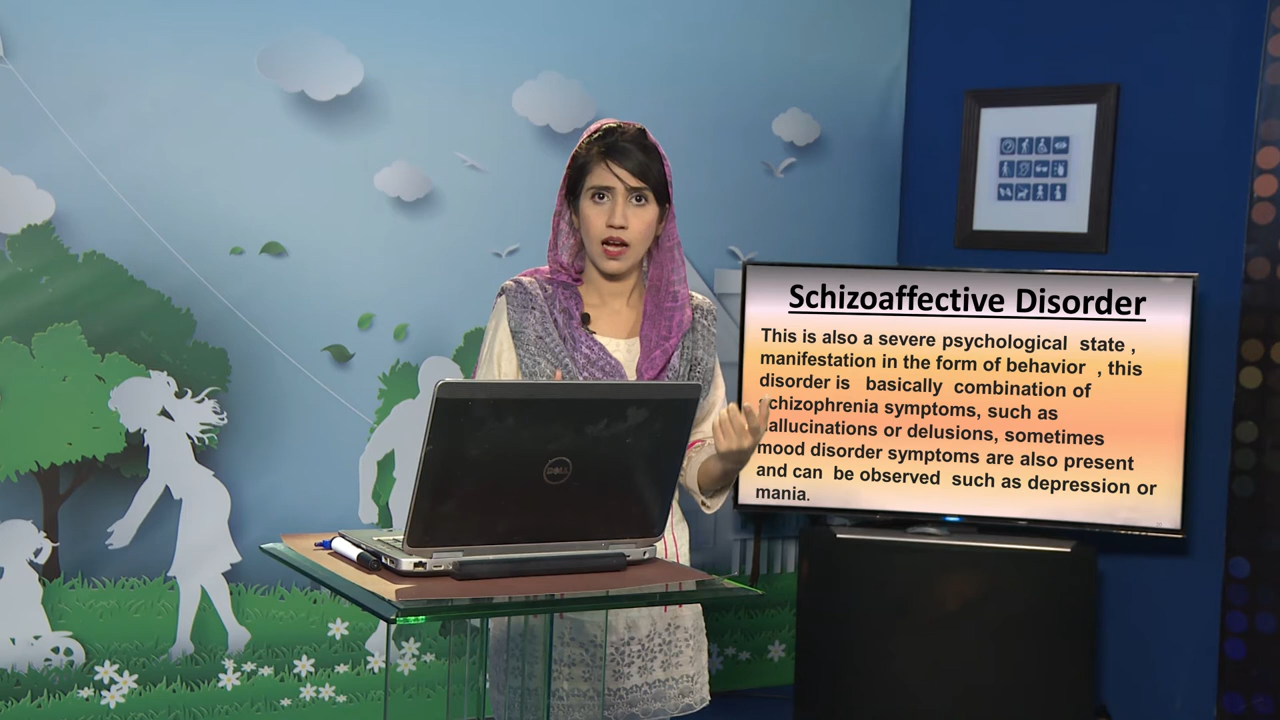 Schizoaffective Disorder
This is also a severe psychological state ,
manifestation in the form of behavior , this
disorder is basically combination of
schizophrenia symptoms, such as
hallucinations or delusions, sometimes
mood disorder symptoms are also present
and can be observed such as depression or
mania.
DELL